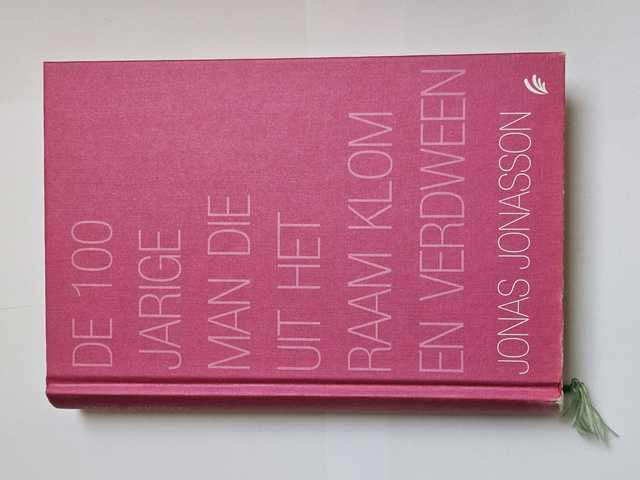 DE 100
JARIGE
MAN DIE
UIT HET
RAAM KLOM
EN VERDWEEN
JONAS JONASSON